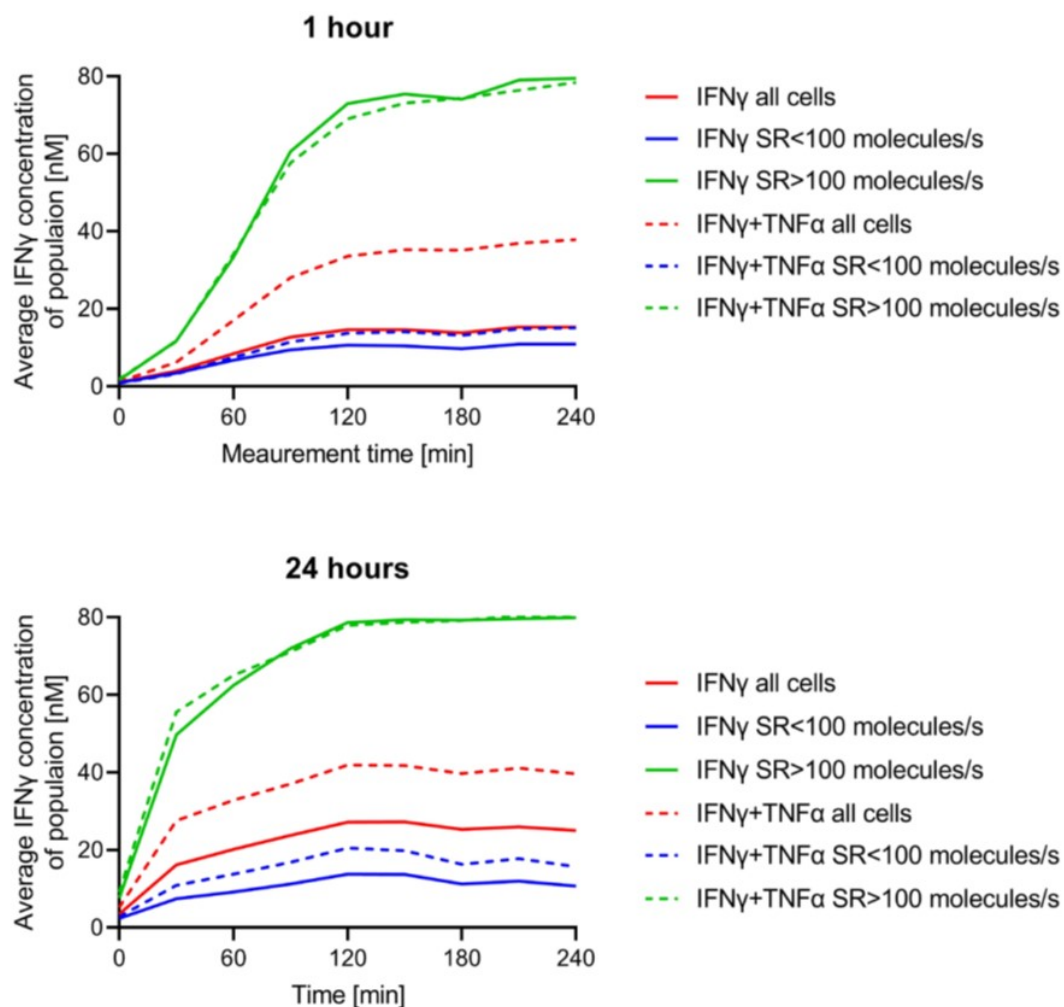 1 hour
Average IFNγ concentration
of populaion [nM]
80
60
40
20
0
0 60 120 180 240
Meaurement time [min]
IFNγ all cells
IFNγ SR<100 molecules/s
IFNγ SR>100 molecules/s
IFNγ+TNFα all cells
IFNγ+TNFα SR<100 molecules/s
IFNγ+TNFα SR>100 molecules/s
24 hours
Average IFNγ concentration
of populaion [nM]
80
60
40
20
0
0 60 120 180 240
Time [min]
IFNγ all cells
IFNγ SR<100 molecules/s
IFNγ SR>100 molecules/s
IFNγ+TNFα all cells
IFNγ+TNFα SR<100 molecules/s
IFNγ+TNFα SR>100 molecules/s